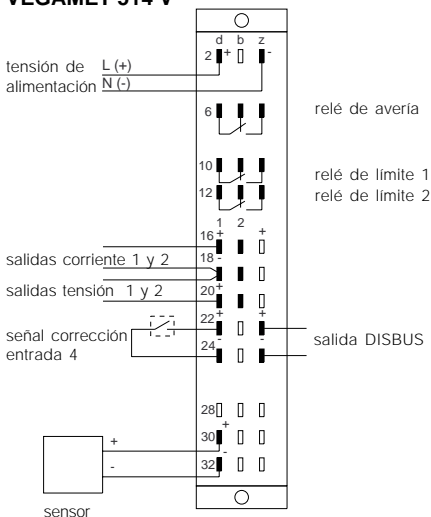 VEGAMET 514 V
d b z
2 + -
tensión de alimentación
L (+)
N (-)
6
relé de avería
10
relé de límite 1
12
relé de límite 2
1 2
16 + +
salidas corriente 1 y 2
18 -
salidas tensión 1 y 2
20 +
22 + +
señal corrección entrada 4
salida DISBUS
24 - -
28
30 +
+
32 -
-
sensor